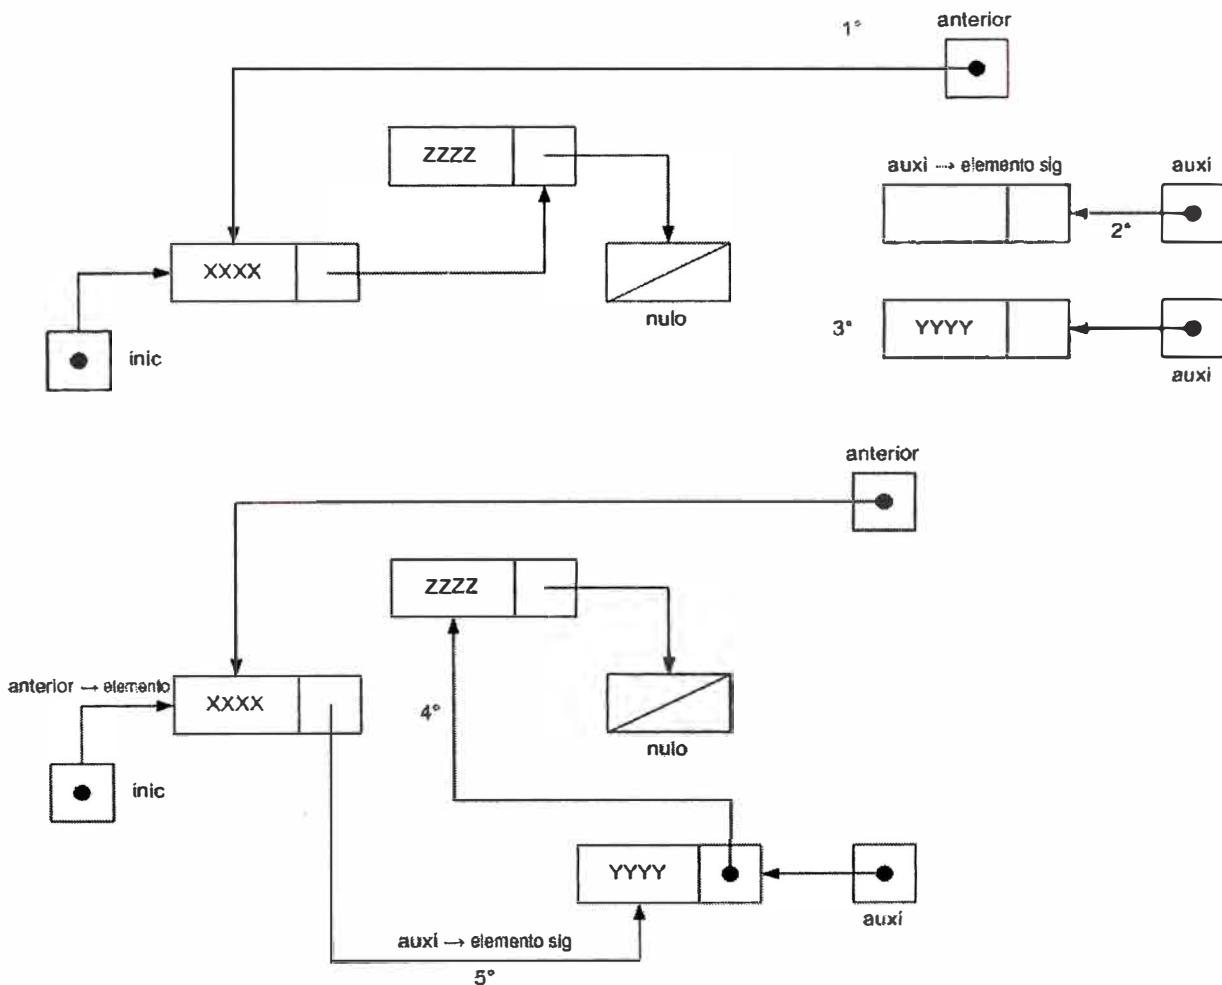 anterior
1°
ZZZZ
auxi → elemento sig
auxi
2°
XXXX
nulo
3°
YYYY
inic
auxi
anterior
ZZZZ
anterior → elemento
XXXX
4°
nulo
inic
YYYY
auxi
auxi → elemento sig
5°